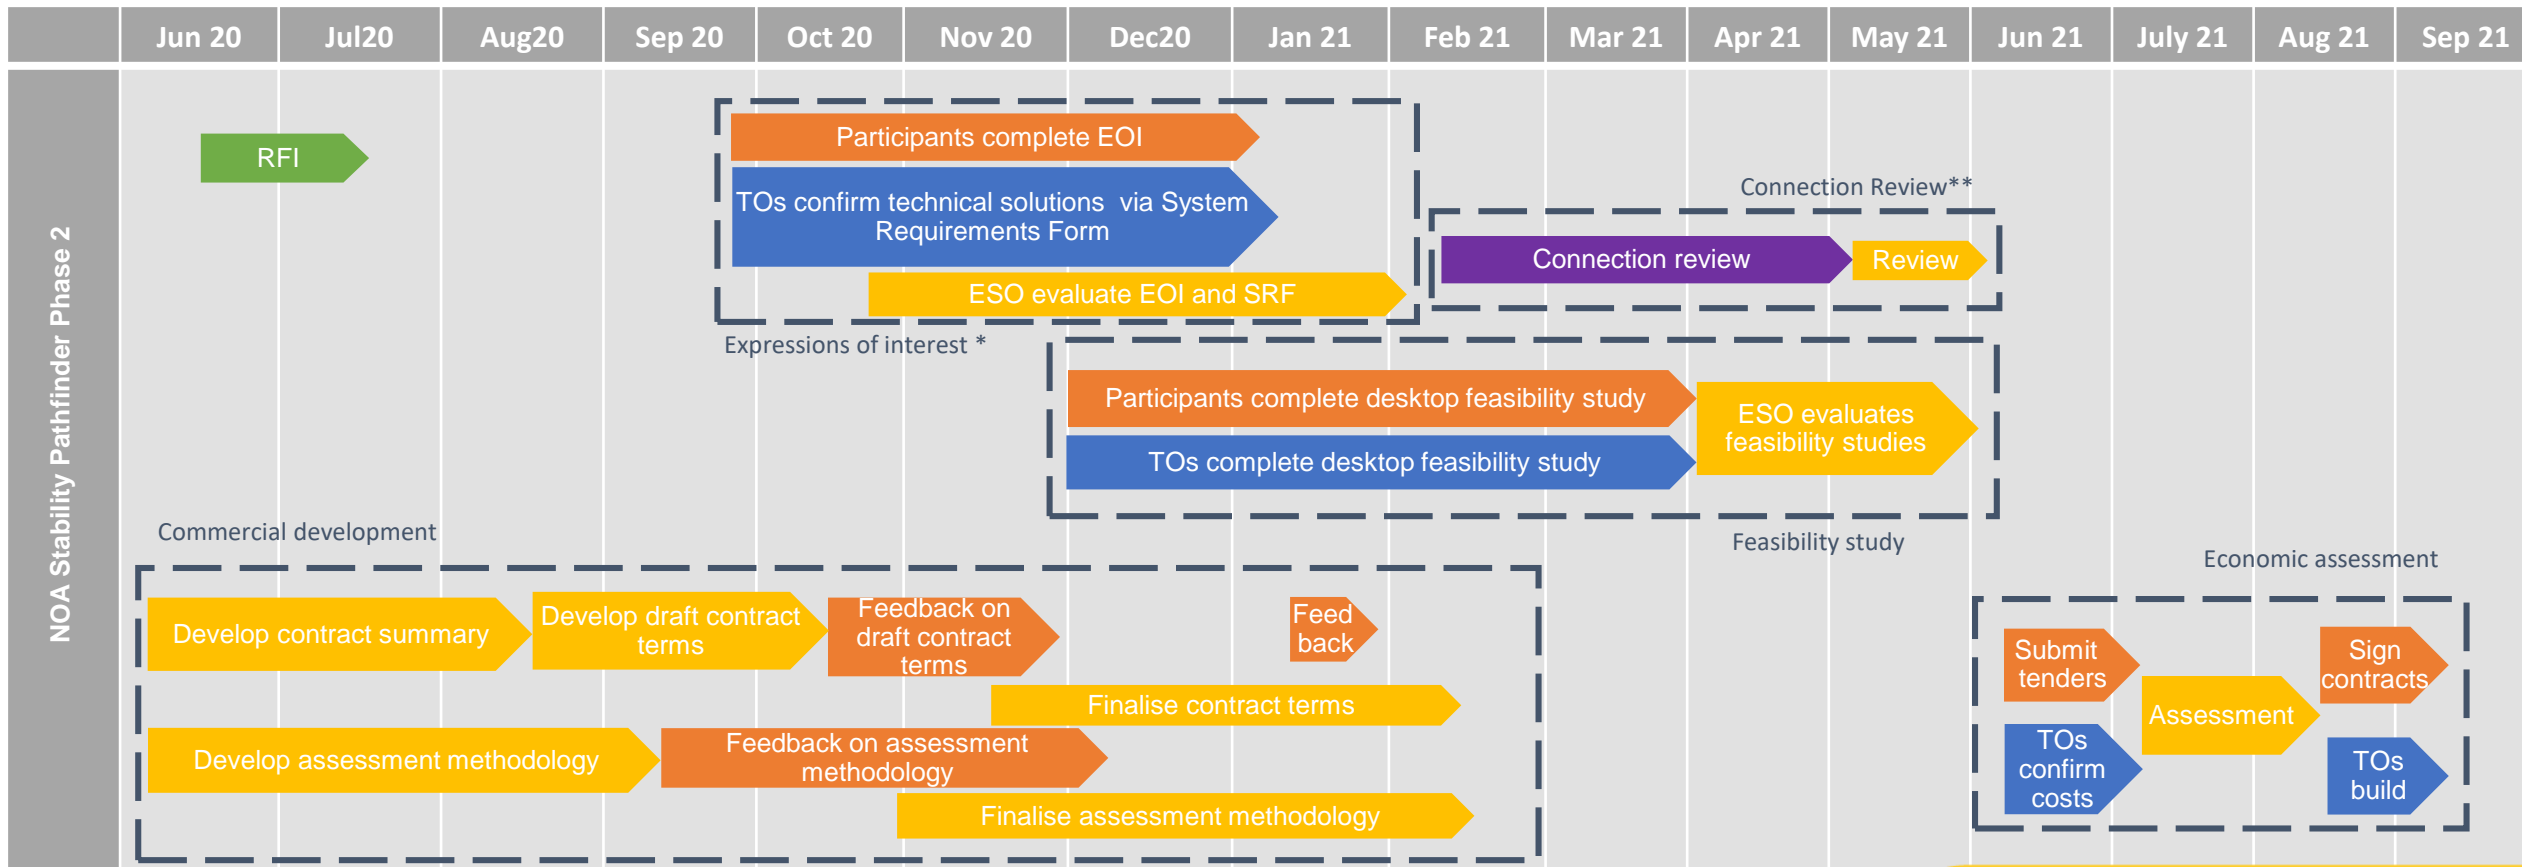 Jun 20
Jul20
Aug20
Sep 20
Oct 20
Nov 20
Dec20
Jan 21
Feb 21
Mar 21
Apr 21
May 21
Jun 21
July 21
Aug 21
Sep 21
NOA Stability Pathfinder Phase 2
RFI
Participants complete EOI
TOs confirm technical solutions via System
Requirements Form
ESO evaluate EOI and SRF
Expressions of interest *
Connection Review**
Connection review
Review
Participants complete desktop feasibility study
TOs complete desktop feasibility study
ESO evaluates
feasibility studies
Feasibility study
Commercial development
Develop contract summary
Develop draft contract
terms
Feedback on
draft contract
terms
Feed
back
Finalise contract terms
Develop assessment methodology
Feedback on assessment
methodology
Finalise assessment methodology
Economic assessment
Submit
tenders
TOs
confirm
costs
Assessment
Sign
contracts
TOs
build